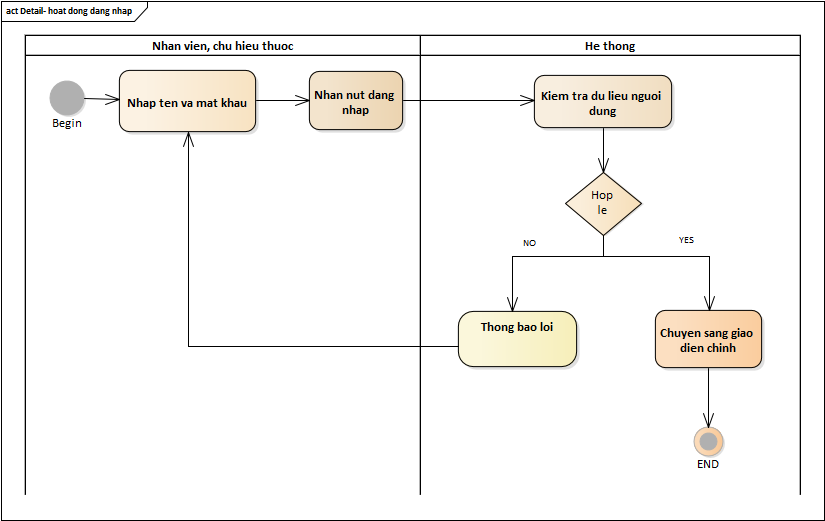 act Detail- hoat dong dang nhap
Nhan vien, chu hieu thuoc
He thong
Begin
Nhap ten va mat khau
Nhan nut dang
nhap
Kiem tra du lieu nguoi
dung
Hop
le
NO
YES
Thong bao loi
Chuyen sang giao
dien chinh
END